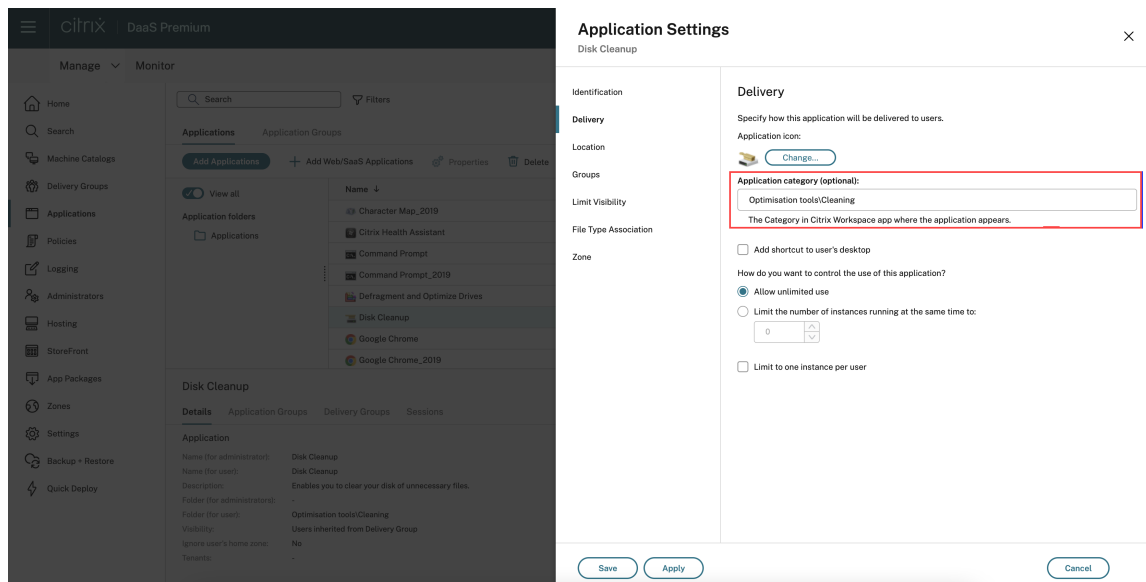 citrix DaaS Premium
Manage Monitor
Home
Search
Machine Catalogs
Delivery Groups
Applications
Policies
Logging
Administrators
Hosting
StoreFront
App Packages
Zones
Settings
Backup + Restore
Quick Deploy
Search Filters
Applications Application Groups
Add Applications Add Web/SaaS Applications Properties Delete
View all
Application folders
Applications
Name ↓
Character Map_2019
Citrix Health Assistant
Command Prompt
Command Prompt_2019
Defragment and Optimize Drives
Disk Cleanup
Google Chrome
Google Chrome_2019
Disk Cleanup
Details Application Groups Delivery Groups Sessions
Application
Name (for administrator): Disk Cleanup
Name (for user): Disk Cleanup
Description: Enables you to clear your disk of unnecessary files.
Folder (for administrators): -
Folder (for user): Optimisation tools\Cleaning
Visibility: Users inherited from Delivery Group
Ignore user's home zone: No
Tenants: -
Application Settings
Disk Cleanup
Identification
Delivery
Location
Groups
Limit Visibility
File Type Association
Zone
Delivery
Specify how this application will be delivered to users.
Application icon:
Change...
Application category (optional):
Optimisation tools\Cleaning
The Category in Citrix Workspace app where the application appears.
Add shortcut to user's desktop
How do you want to control the use of this application?
Allow unlimited use
Limit the number of instances running at the same time to:
0
Limit to one instance per user
Save Apply Cancel